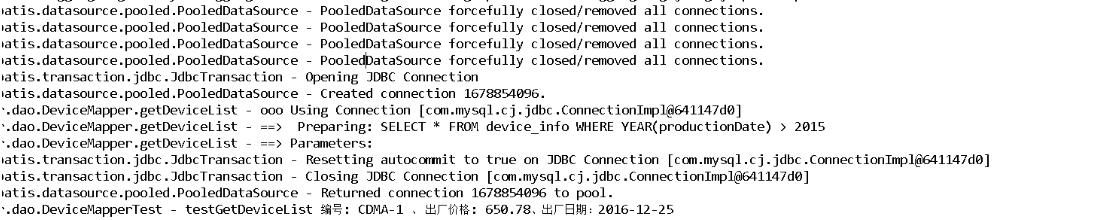 atis.datasource.pooled.PooledDataSource - PooledDataSource forcefully closed/removed all connections.
atis.datasource.pooled.PooledDataSource - PooledDataSource forcefully closed/removed all connections.
atis.datasource.pooled.PooledDataSource - PooledDataSource forcefully closed/removed all connections.
atis.datasource.pooled.PooledDataSource - PooledDataSource forcefully closed/removed all connections.
atis.transaction.jdbc.JdbcTransaction - Opening JDBC Connection
atis.datasource.pooled.PooledDataSource - Created connection 1678854096.
.dao.DeviceMapper.getDeviceList - ooo Using Connection [com.mysql.cj.jdbc.ConnectionImpl@641147d0]
.dao.DeviceMapper.getDeviceList - ==>  Preparing: SELECT * FROM device_info WHERE YEAR(productionDate) > 2015
.dao.DeviceMapper.getDeviceList - ==> Parameters:
atis.transaction.jdbc.JdbcTransaction - Resetting autocommit to true on JDBC Connection [com.mysql.cj.jdbc.ConnectionImpl@641147d0]
atis.transaction.jdbc.JdbcTransaction - Closing JDBC Connection [com.mysql.cj.jdbc.ConnectionImpl@641147d0]
atis.datasource.pooled.PooledDataSource - Returned connection 1678854096 to pool.
.dao.DeviceMapperTest - testGetDeviceList 编号: CDMA-1 、出厂价格: 650.78、出厂日期: 2016-12-25